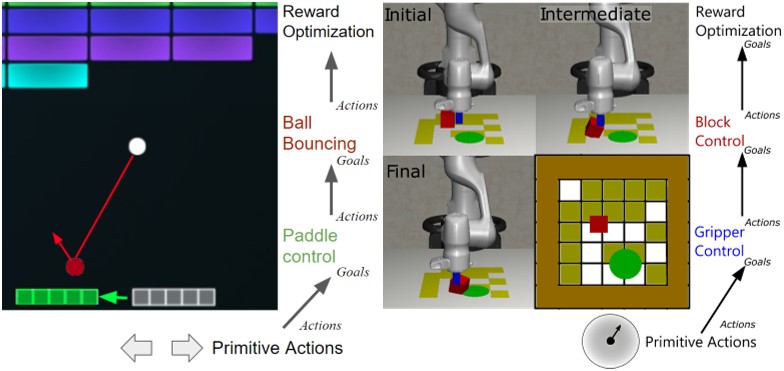 Reward
Optimization
Actions
Ball
Bouncing
Goals
Actions
Paddle
control
Goals
Actions
Primitive Actions
Initial
Intermediate
Final
Reward
Optimization
Goals
Actions
Block
Control
Goals
Actions
Gripper
Control
Goals
Actions
Primitive Actions